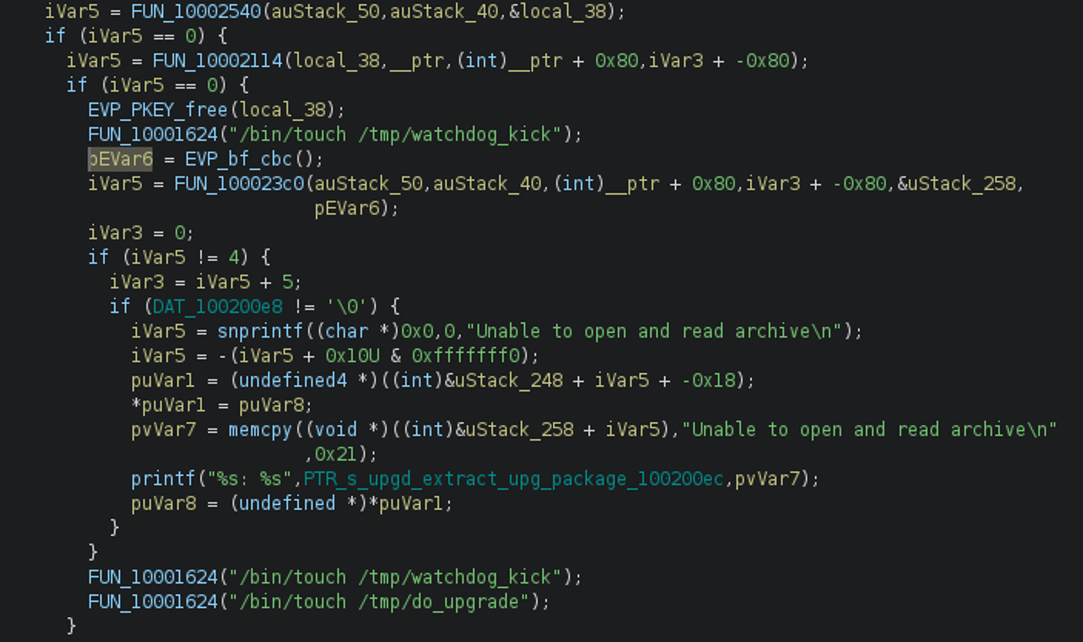 iVar5 = FUN_10002540(auStack_50,auStack_40,&local_38);
if (iVar5 == 0) {
iVar5 = FUN_10002114(local_38,__ptr,(int)__ptr + 0x80,iVar3 + -0x80);
if (iVar5 == 0) {
EVP_PKEY_free(local_38);
FUN_10001624("/bin/touch /tmp/watchdog_kick");
pEVar6 = EVP_bf_cbc();
iVar5 = FUN_100023c0(auStack_50,auStack_40,(int)__ptr + 0x80,iVar3 + -0x80,&uStack_258,
pEVar6);
iVar3 = 0;
if (iVar5 != 4) {
iVar3 = iVar5 + 5;
if (DAT_100200e8 != '\0') {
iVar5 = snprintf((char *)0x0,0,"Unable to open and read archive\n");
iVar5 = -(iVar5 + 0x10U & 0xfffffff0);
puVar1 = (undefined4 *)((int)&uStack_248 + iVar5 + -0x18);
*puVar1 = puVar8;
pvVar7 = memcpy((void *)((int)&uStack_258 + iVar5),"Unable to open and read archive\n"
,0x21);
printf("%s: %s",PTR_s_upgd_extract_upg_package_100200ec,pvVar7);
puVar8 = (undefined *)*puVar1;
}
}
FUN_10001624("/bin/touch /tmp/watchdog_kick");
FUN_10001624("/bin/touch /tmp/do_upgrade");
}